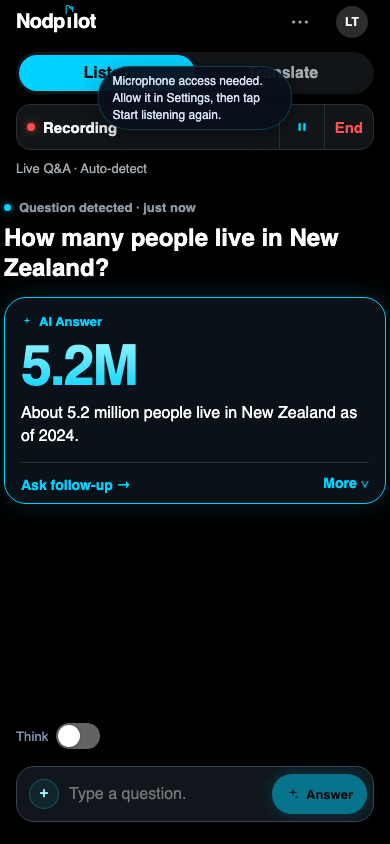 Nodpilot
LT
Microphone access needed.
Allow it in Settings, then tap
Start listening again.
Recording
End
Live Q&A · Auto-detect
Question detected · just now
How many people live in New
Zealand?
AI Answer
5.2M
About 5.2 million people live in New Zealand as
of 2024.
Ask follow-up →
More
Think
Type a question.
Answer